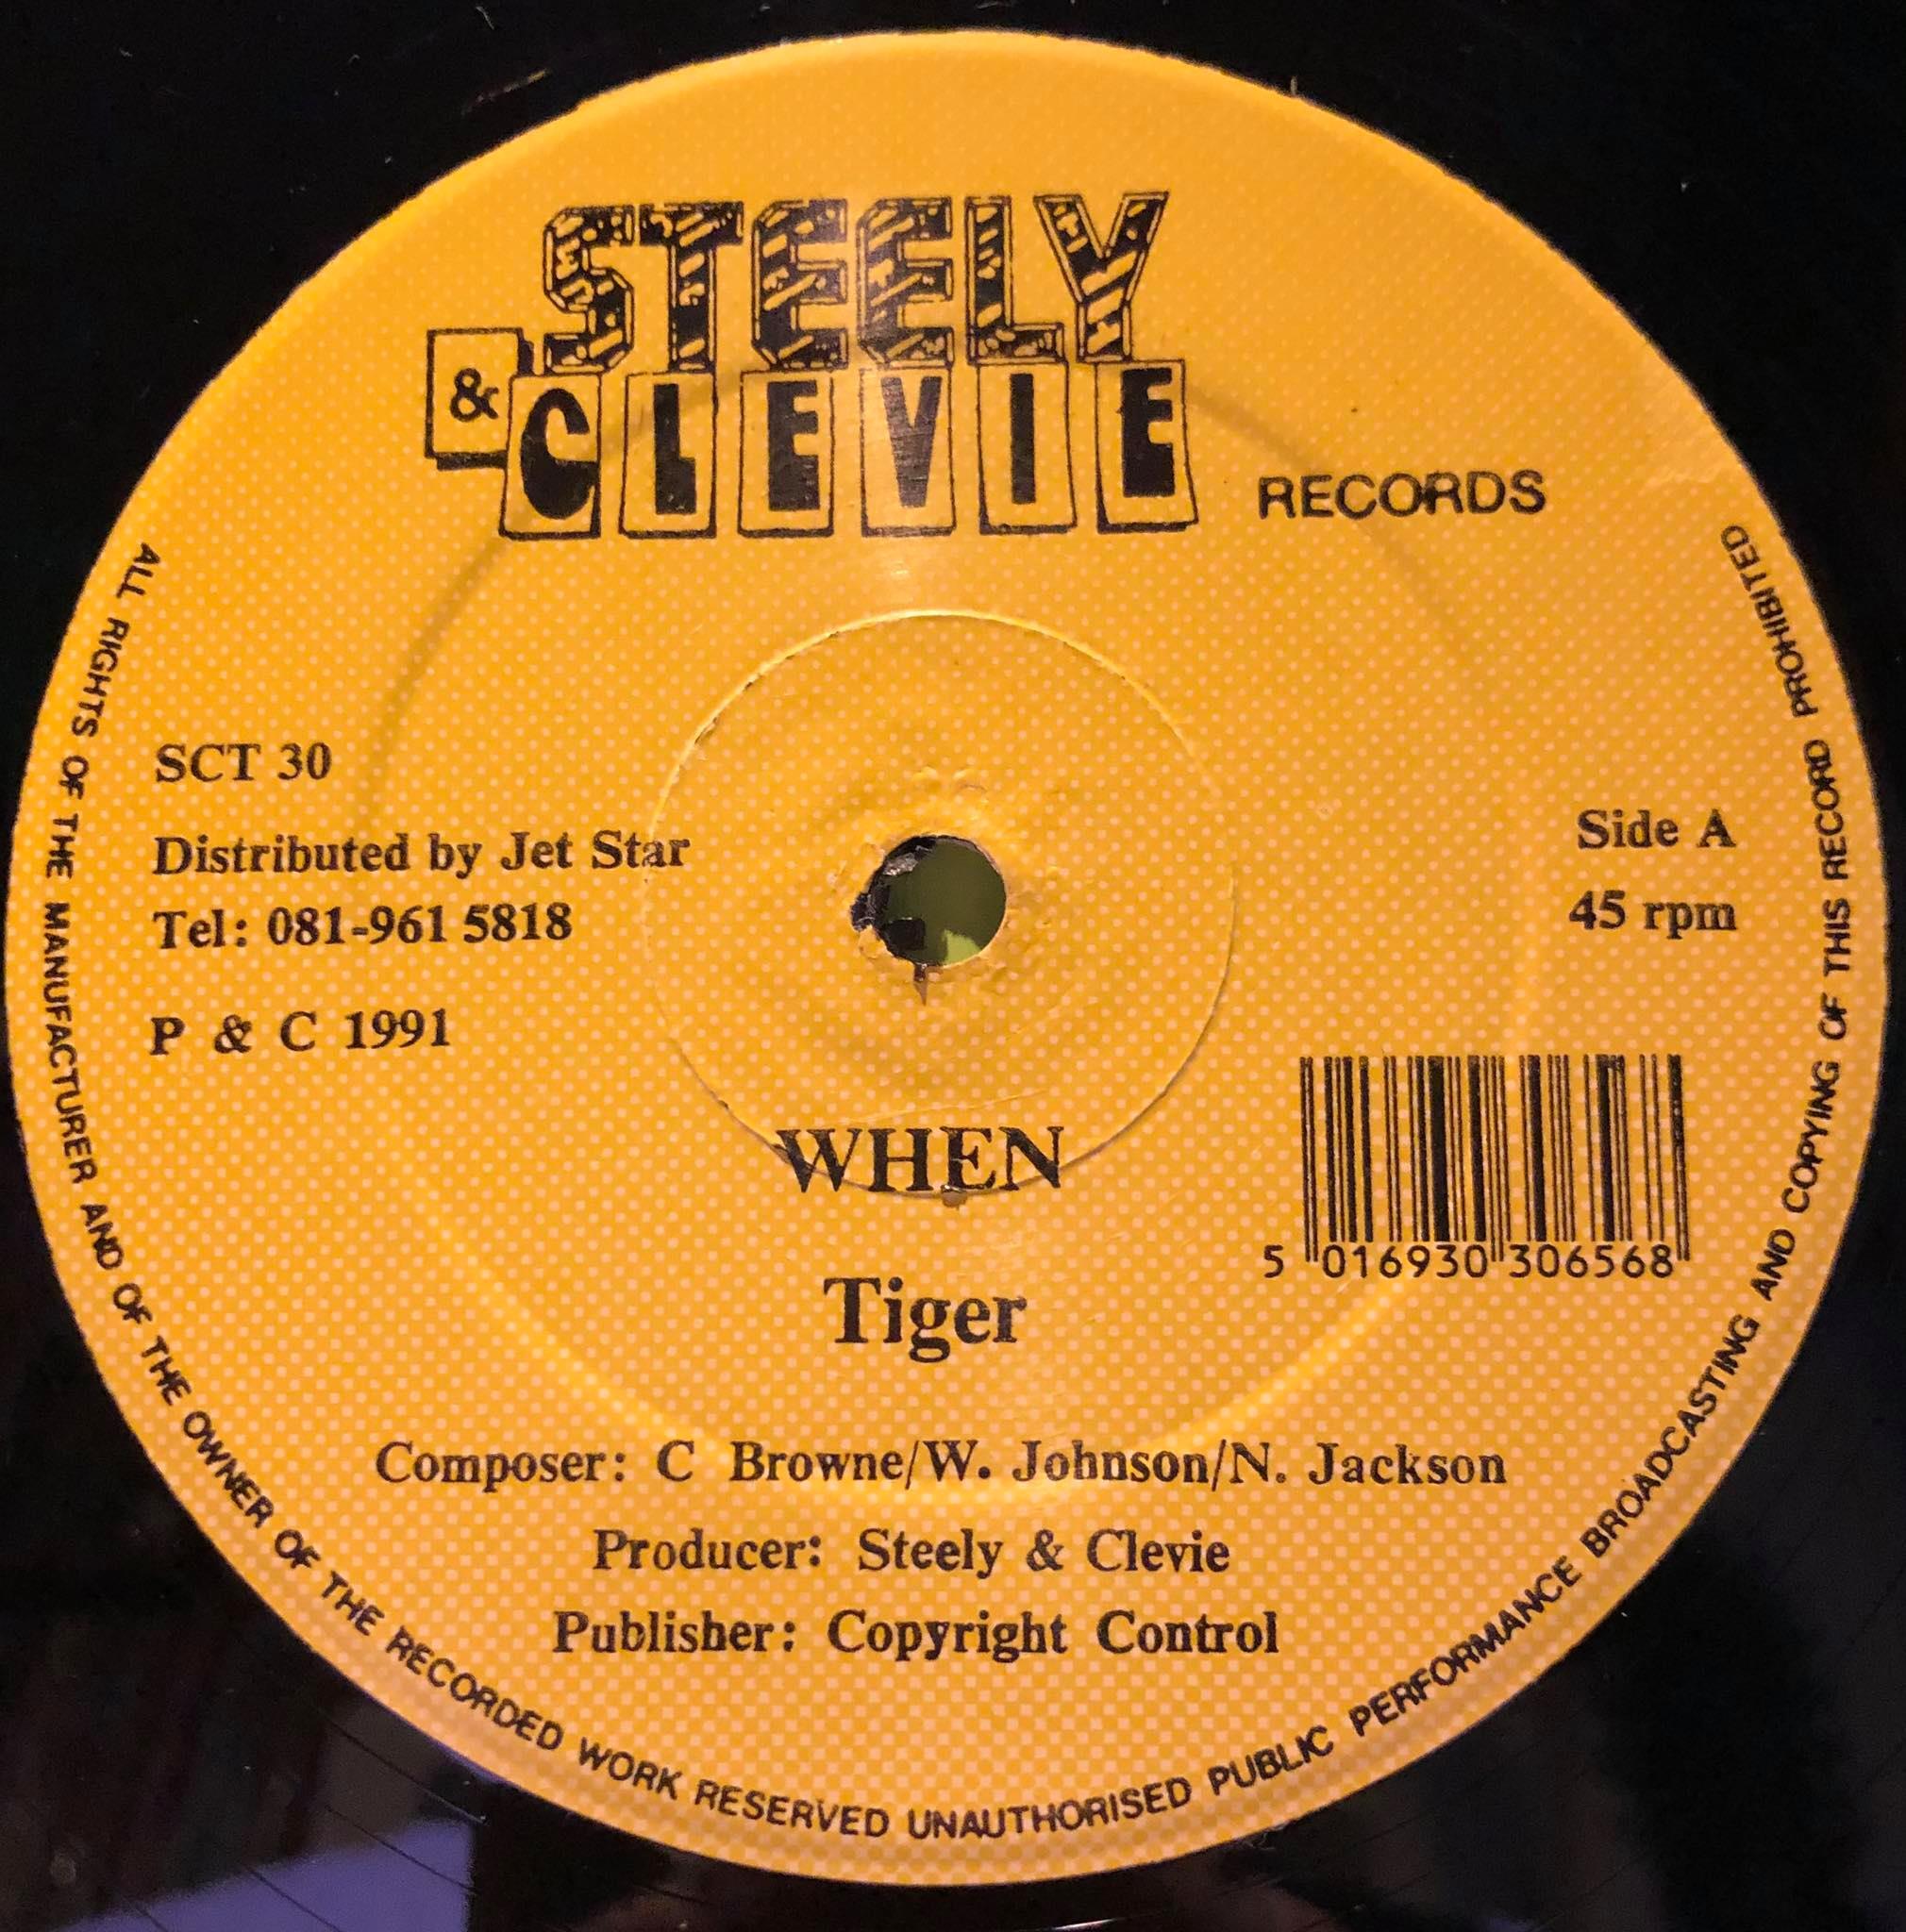 STEELY
& CLEVIE
RECORDS
SCT 30
Distributed by Jet Star
Tel: 081-961 5818
P & C 1991
Side A
45 rpm
WHEN
Tiger
5 016930 306568
Composer: C Browne/W. Johnson/N. Jackson
Producer: Steely & Clevie
Publisher: Copyright Control
ALL RIGHTS OF THE MANUFACTURER AND OF THE OWNER OF THE RECORDED WORK RESERVED UNAUTHORISED PUBLIC PERFORMANCE BROADCASTING AND COPYING OF THIS RECORD PROHIBITED